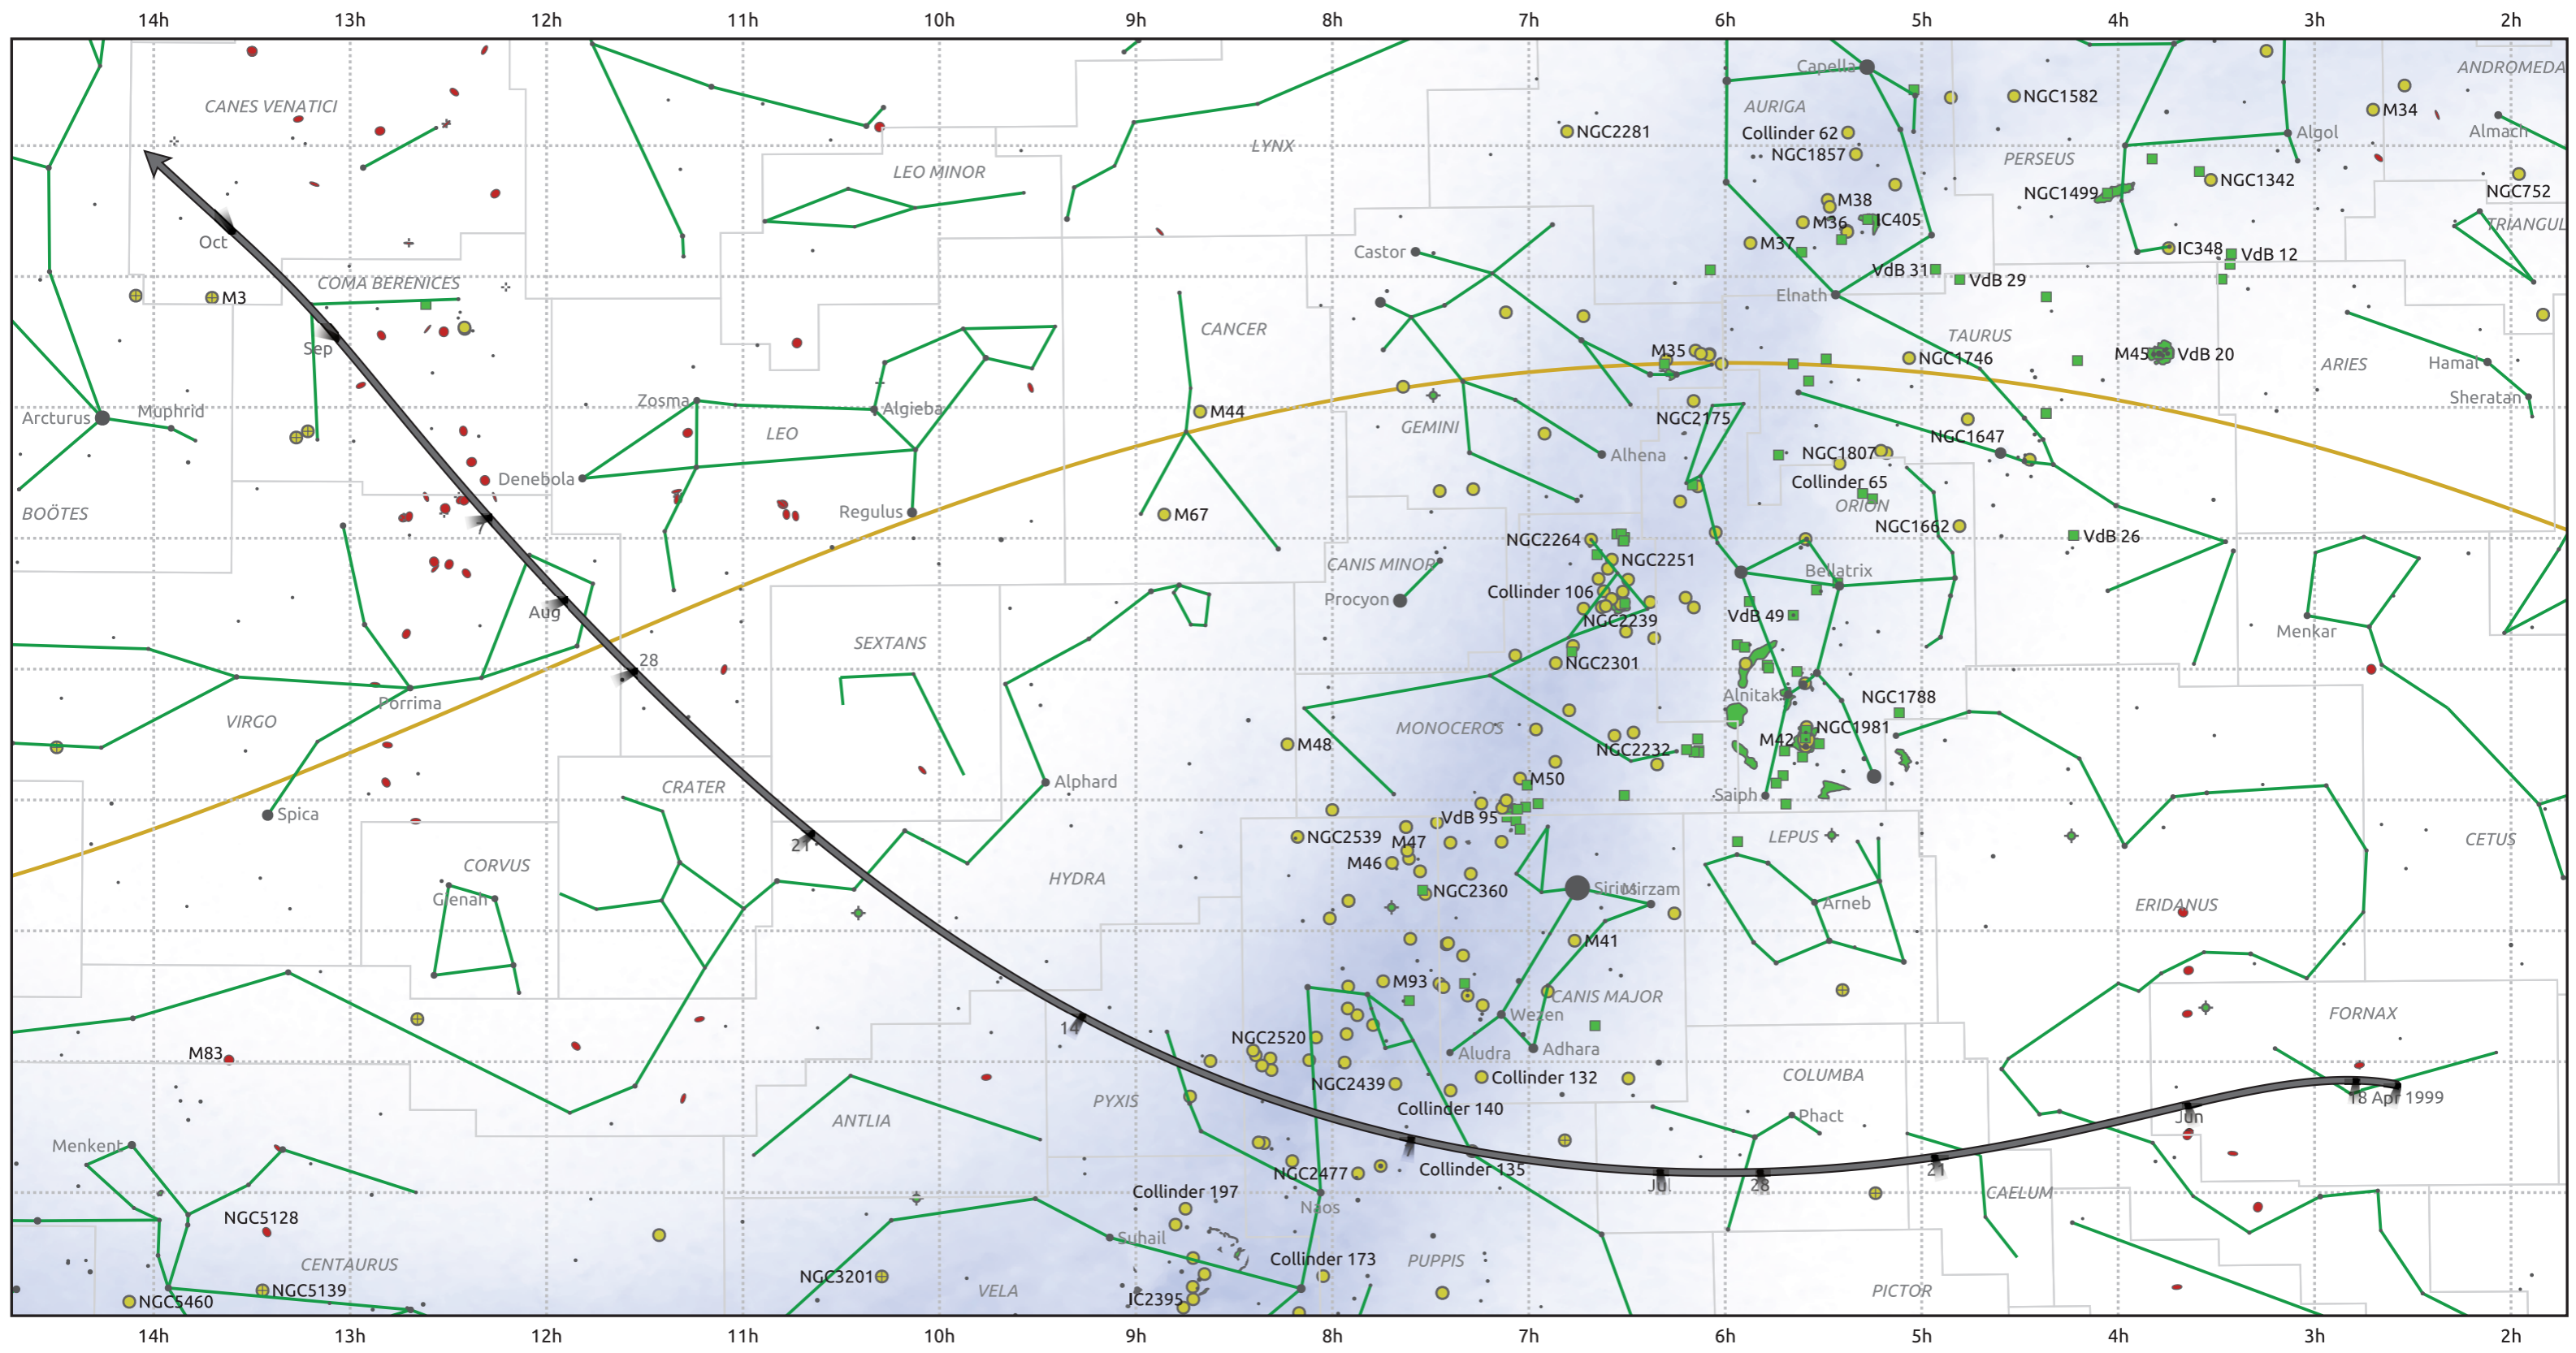 14h 13h 12h 11h 10h 9h 8h 7h 6h 5h 4h 3h 2h
Capella
ANDROMEDA
CANES VENATICI
AURIGA
NGC1582
M34
NGC2281
Collinder 62
Algol
Almach
LYNX
NGC1857
PERSEUS
LEO MINOR
NGC1342
NGC1499
NGC752
M38
M36
IC405
TRIANGUL
Oct
M37
Castor
IC348
VdB 12
VdB 31
VdB 29
COMA BERENICES
M3
Elnath
CANCER
TAURUS
Sep
M35
NGC1746
M45
VdB 20
ARIES
Hamal
Zosma
Algieba
M44
Sheratan
Arcturus
Muphrid
NGC2175
LEO
GEMINI
NGC1647
Alhena
NGC1807
Denebola
Collinder 65
BOÖTES
Regulus
M67
ORION
NGC1662
7
NGC2264
VdB 26
NGC2251
CANIS MINOR
Bellatrix
Collinder 106
Procyon
Aug
VdB 49
NGC2239
Menkar
SEXTANS
28
NGC2301
Porrima
Alnitak
NGC1788
VIRGO
MONOCEROS
NGC1981
M48
M42
NGC2232
M50
Alphard
CRATER
Saiph
Spica
VdB 95
NGC2539
LEPUS
CETUS
21
M47
CORVUS
M46
HYDRA
Sirius
Mirzam
NGC2360
Gienah
Arneb
ERIDANUS
M41
M93
CANIS MAJOR
FORNAX
Wezen
14
NGC2520
M83
Aludra
Adhara
COLUMBA
Collinder 132
NGC2439
PYXIS
Collinder 140
18 Apr 1999
ANTLIA
Phact
Jun
Menkent
Collinder 135
NGC2477
21
Jul
28
Collinder 197
CAELUM
Naos
NGC5128
Suhail
CENTAURUS
Collinder 173
PUPPIS
NGC3201
NGC5139
VELA
PICTOR
IC2395
NGC5460
14h 13h 12h 11h 10h 9h 8h 7h 6h 5h 4h 3h 2h